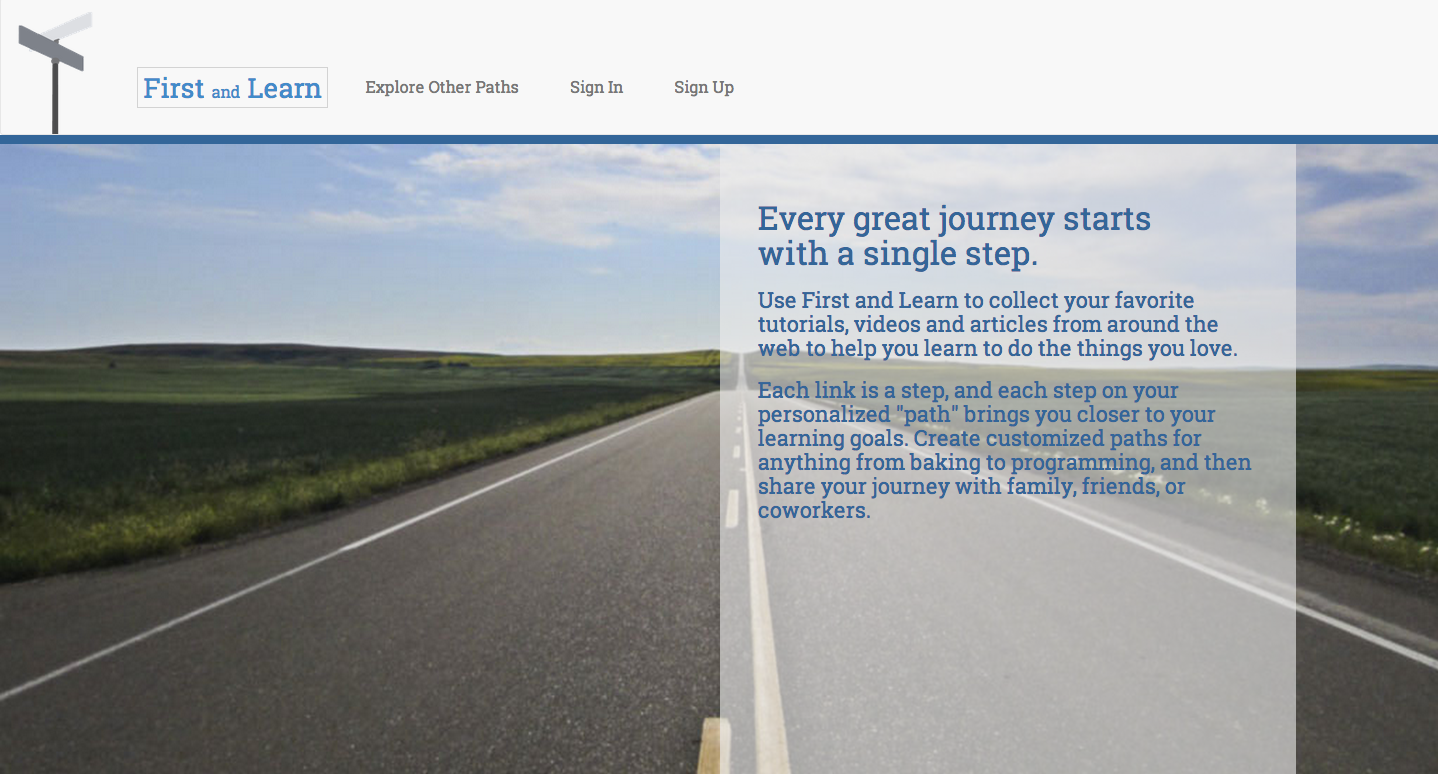 First and Learn
Explore Other Paths
Sign In
Sign Up
Every great journey starts
with a single step.
Use First and Learn to collect your favorite
tutorials, videos and articles from around the
web to help you learn to do the things you love.
Each link is a step, and each step on your
personalized "path" brings you closer to your
learning goals. Create customized paths for
anything from baking to programming, and then
share your journey with family, friends, or
coworkers.